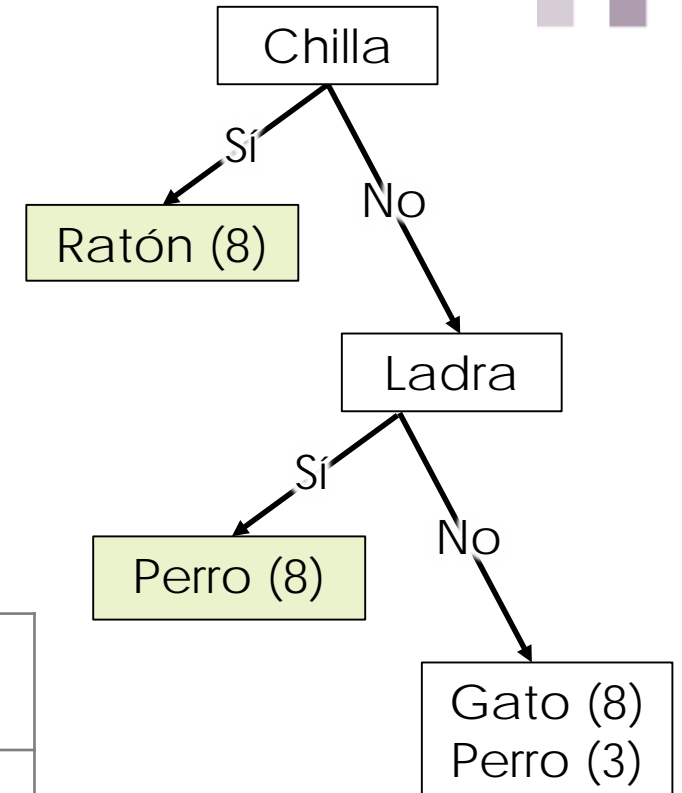 Chilla
Sí
No
Ratón (8)
Ladra
Sí
No
Perro (8)
Gato (8)
Perro (3)